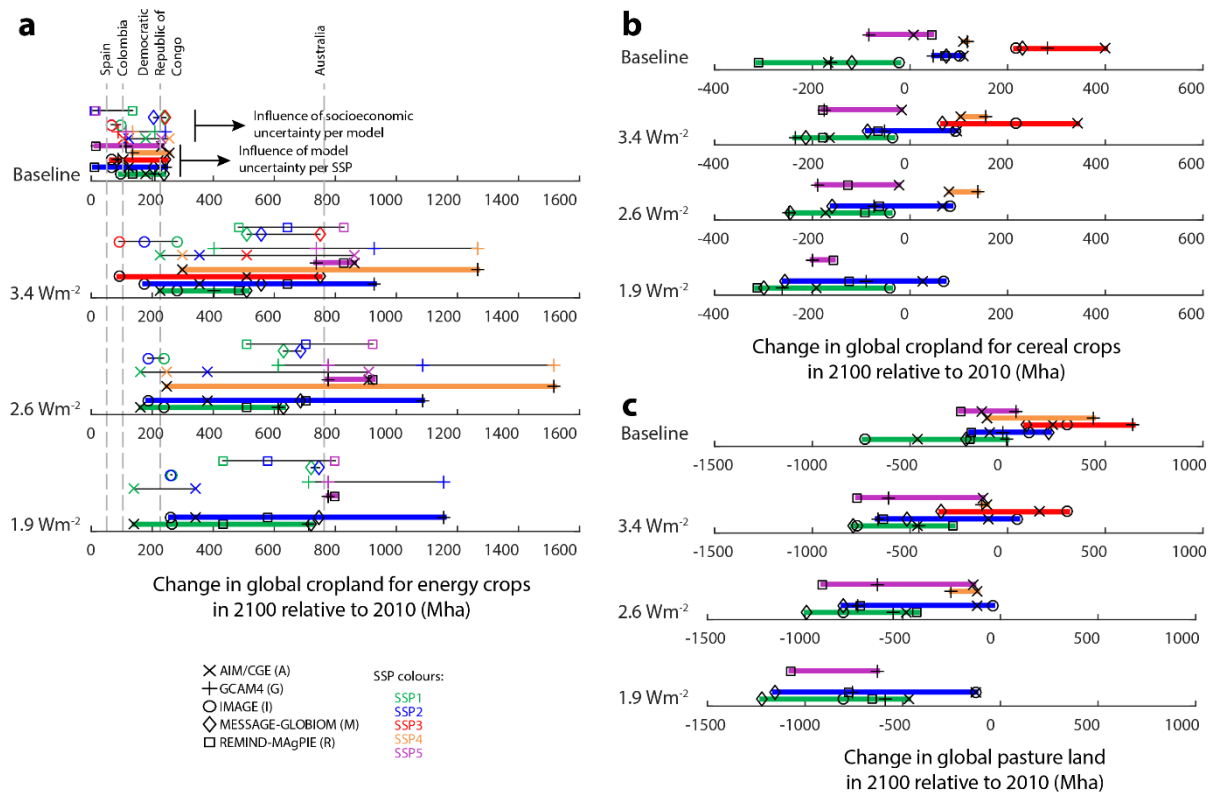 a
Spain
Colombia
Democratic
Republic of
Congo
Australia
Influence of socioeconomic
uncertainty per model
Influence of model
uncertainty per SSP
Baseline
0 200 400 600 800 1000 1200 1400 1600
3.4 Wm-2
0 200 400 600 800 1000 1200 1400 1600
2.6 Wm-2
0 200 400 600 800 1000 1200 1400 1600
1.9 Wm-2
0 200 400 600 800 1000 1200 1400 1600
Change in global cropland for energy crops
in 2100 relative to 2010 (Mha)
AIM/CGE (A)
GCAM4 (G)
IMAGE (I)
MESSAGE-GLOBIOM (M)
REMIND-MAgPIE (R)
SSP colours:
SSP1
SSP2
SSP3
SSP4
SSP5
b
Baseline
-400 -200 0 200 400 600
3.4 Wm-2
-400 -200 0 200 400 600
2.6 Wm-2
-400 -200 0 200 400 600
1.9 Wm-2
-400 -200 0 200 400 600
Change in global cropland for cereal crops
in 2100 relative to 2010 (Mha)
c
Baseline
-1500 -1000 -500 0 500 1000
3.4 Wm-2
-1500 -1000 -500 0 500 1000
2.6 Wm-2
-1500 -1000 -500 0 500 1000
1.9 Wm-2
-1500 -1000 -500 0 500 1000
Change in global pasture land
in 2100 relative to 2010 (Mha)